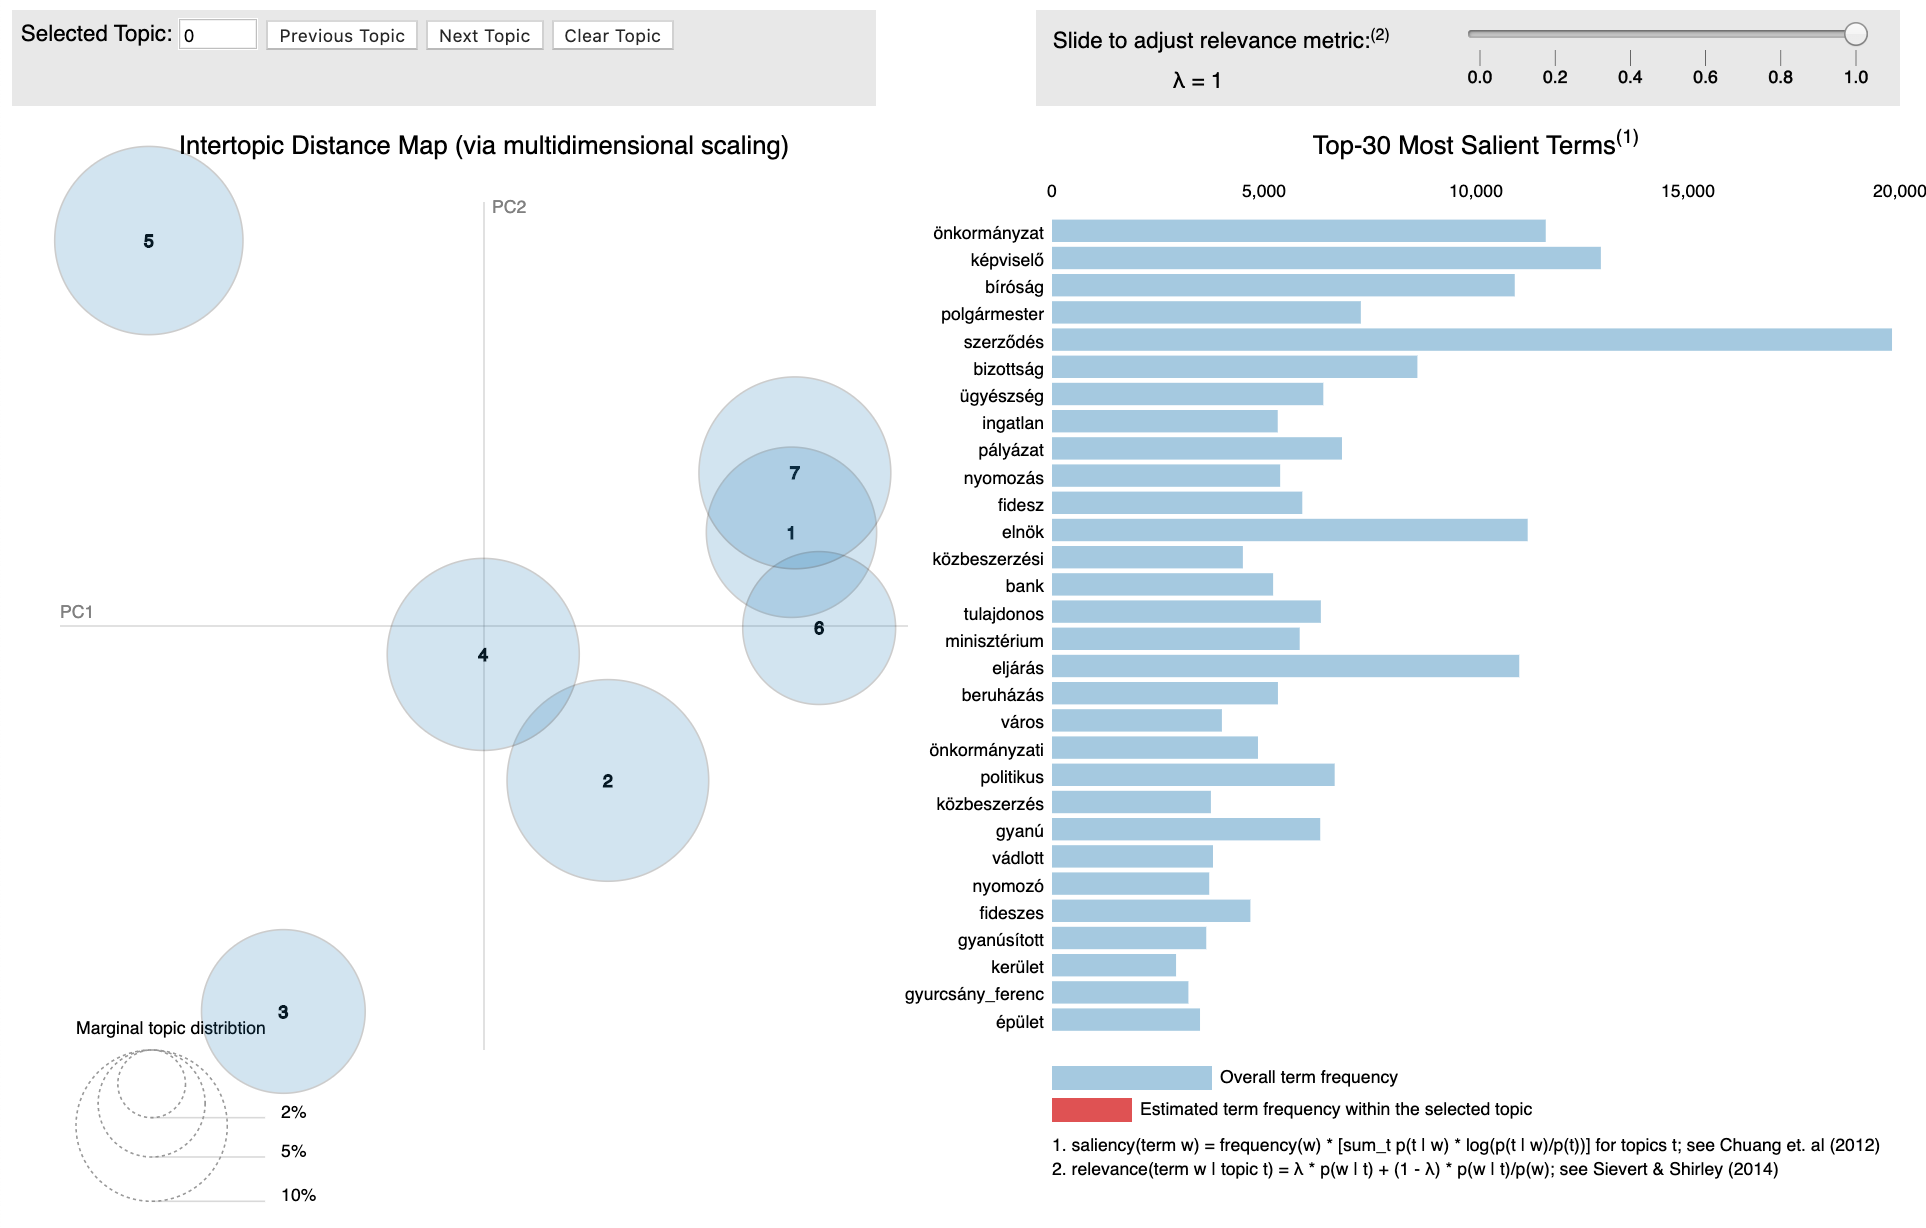 Selected Topic: 0 Previous Topic Next Topic Clear Topic
Slide to adjust relevance metric:(2)
λ = 1
0.0 0.2 0.4 0.6 0.8 1.0
Intertopic Distance Map (via multidimensional scaling)
PC2
PC1
5
7
1
6
4
2
3
Marginal topic distribtion
2%
5%
10%
Top-30 Most Salient Terms(1)
0 5,000 10,000 15,000 20,000
önkormányzat
képviselő
bíróság
polgármester
szerződés
bizottság
ügyészség
ingatlan
pályázat
nyomozás
fidesz
elnök
közbeszerzési
bank
tulajdonos
minisztérium
eljárás
beruházás
város
önkormányzati
politikus
közbeszerzés
gyanú
vádlott
nyomozó
fideszes
gyanúsított
kerület
gyurcsány_ferenc
épület
Overall term frequency
Estimated term frequency within the selected topic
1. saliency(term w) = frequency(w) * [sum_t p(t | w) * log(p(t | w)/p(t))] for topics t; see Chuang et. al (2012)
2. relevance(term w | topic t) = λ * p(w | t) + (1 - λ) * p(w | t)/p(w); see Sievert & Shirley (2014)